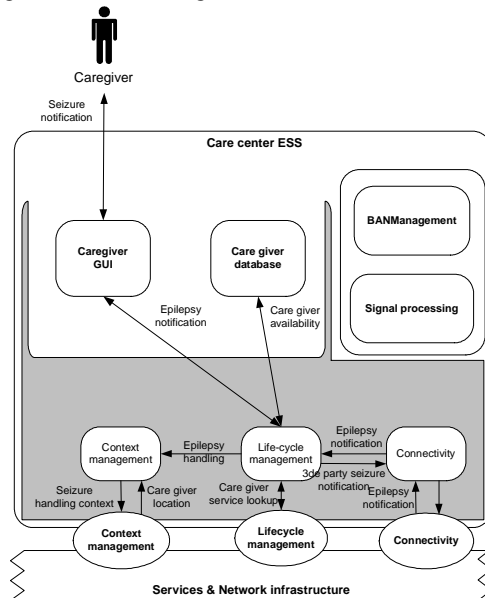 Caregiver
Seizure
notification
Care center ESS
Caregiver
GUI
Care giver
database
BANManagement
Signal processing
Epilepsy
notification
Care giver
availability
Context
management
Epilepsy
handling
Life-cycle
management
Epilepsy
notification
3de party seizure
notification
Connectivity
Seizure
handling context
Care giver
location
Care giver
service lookup
Epilepsy
notification
Context
management
Lifecycle
management
Connectivity
Services & Network infrastructure